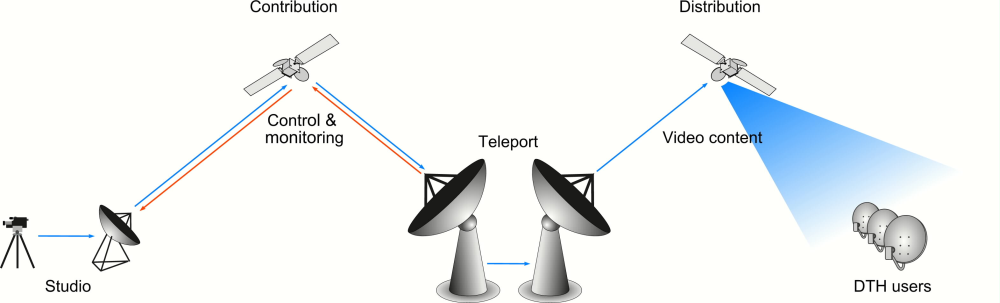 Contribution
Distribution
Control &
monitoring
Teleport
Video content
Studio
DTH users